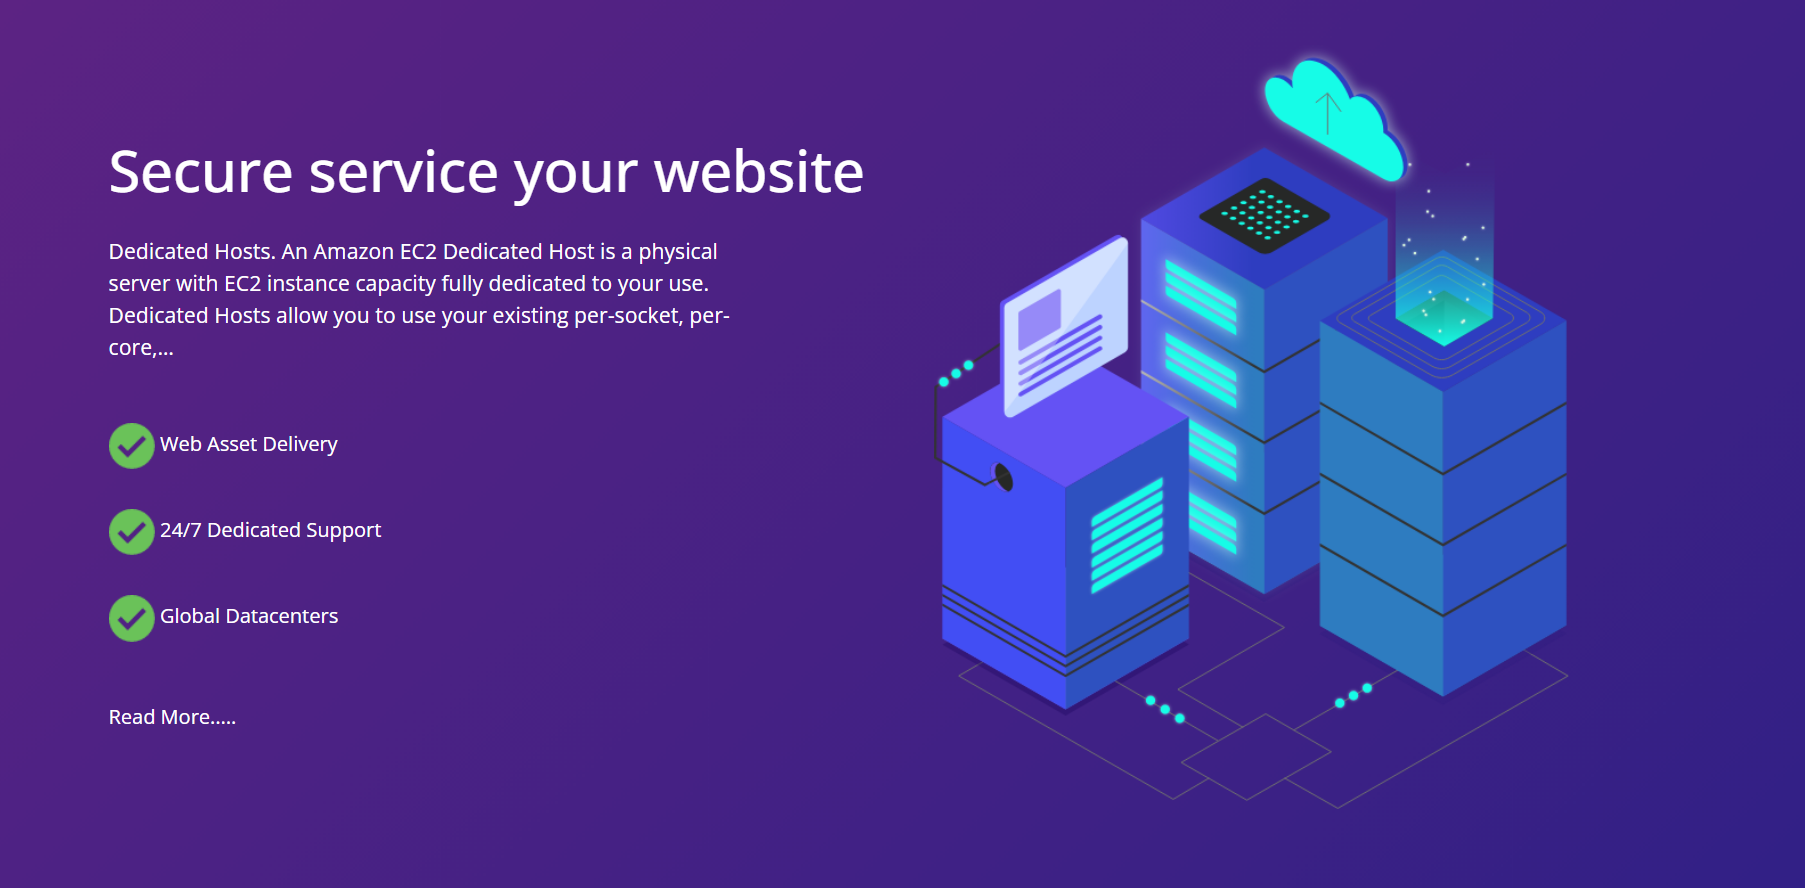 Secure service your website
Dedicated Hosts. An Amazon EC2 Dedicated Host is a physical
server with EC2 instance capacity fully dedicated to your use.
Dedicated Hosts allow you to use your existing per-socket, per-
core,...
Web Asset Delivery
24/7 Dedicated Support
Global Datacenters
Read More.....